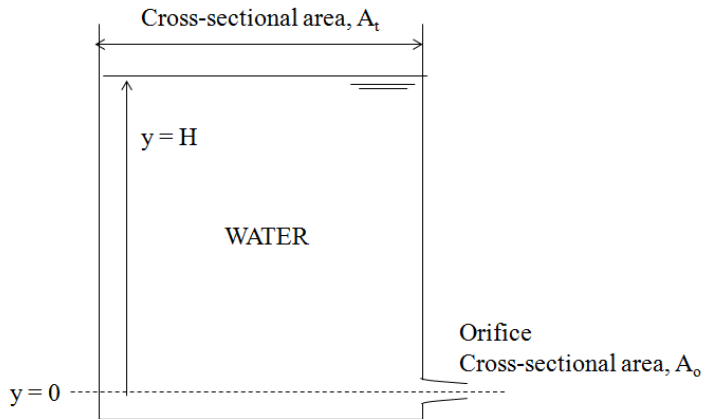 Cross-sectional area, Aₜ
y = H
WATER
Orifice
Cross-sectional area, Aₒ
y = 0